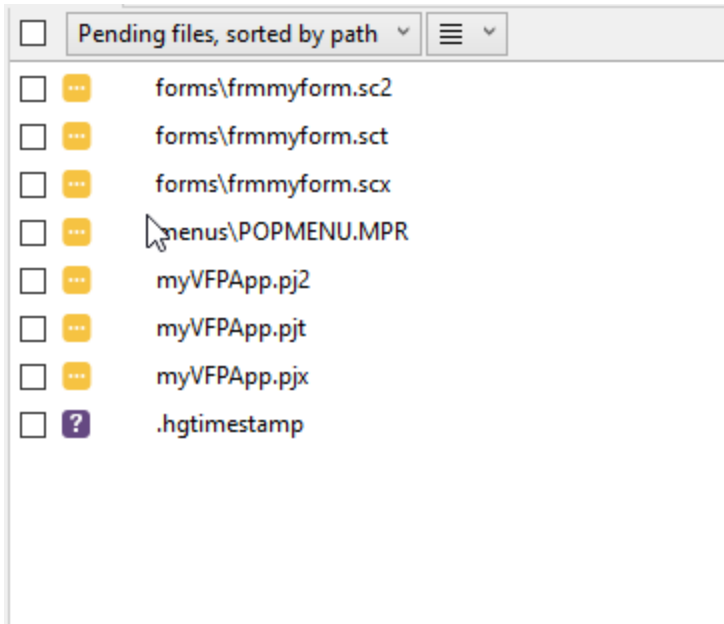 Pending files, sorted by path
forms\frmmyform.sc2
forms\frmmyform.sct
forms\frmmyform.scx
menus\POPMENU.MPR
myVFPApp.pj2
myVFPApp.pjt
myVFPApp.pjx
? .hgtimestamp